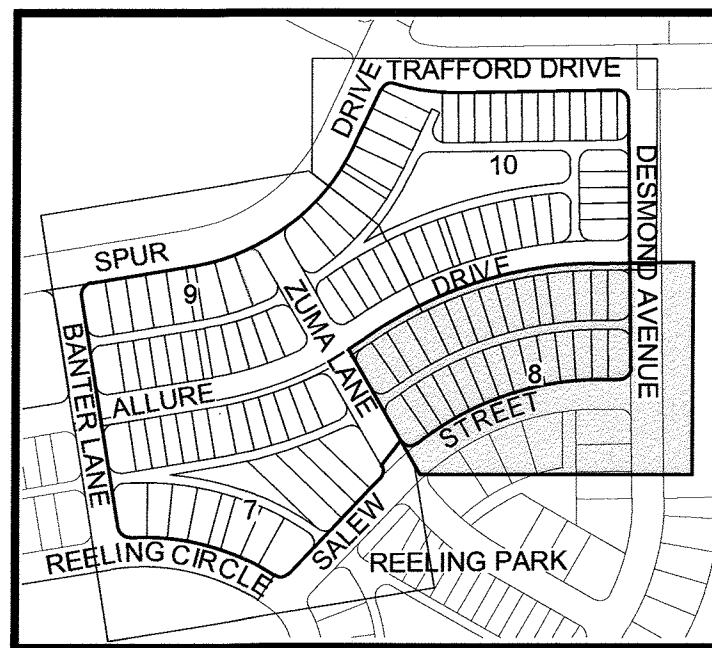 TRAFFORD DRIVE
SPUR DRIVE
10
DESMOND AVENUE
9
ZUMA LANE
ALLURE DRIVE
BANTER LANE
8
SALEW STREET
7
REELING CIRCLE
REELING PARK